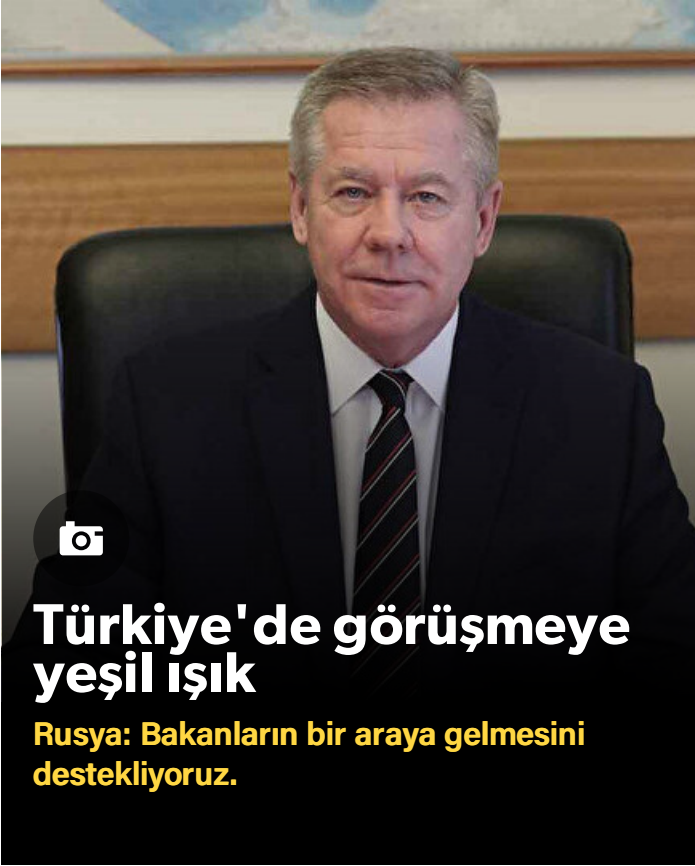 Türkiye'de görüşmeye
yeşil ışık
Rusya: Bakanların bir araya gelmesini
destekliyoruz.